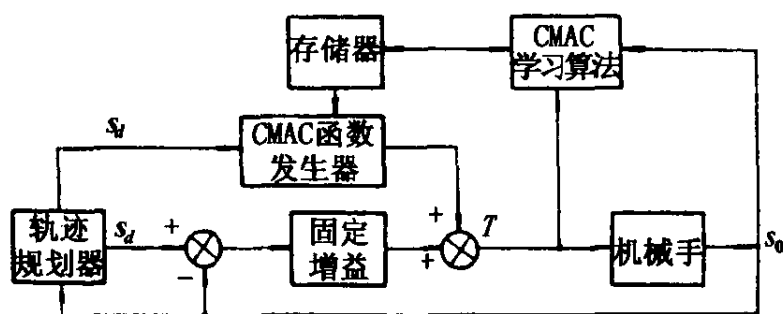 存储器
CMAC
学习算法
s_d
CMAC函数
发生器
轨迹
规划器
s_d
+
−
固定
增益
+
+
T
机械手
s_0